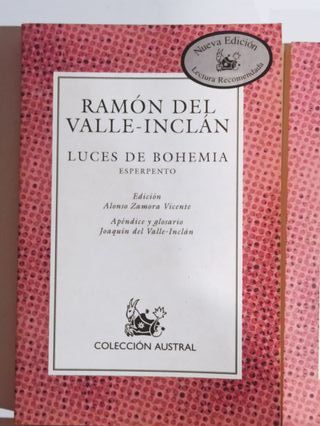 Nueva Edición
Lectura Recomendada
RAMÓN DEL
VALLE-INCLÁN
LUCES DE BOHEMIA
ESPERPENTO
Edición
Alonso Zamora Vicente
Apéndice y glosario
Joaquín del Valle-Inclán
COLECCIÓN AUSTRAL